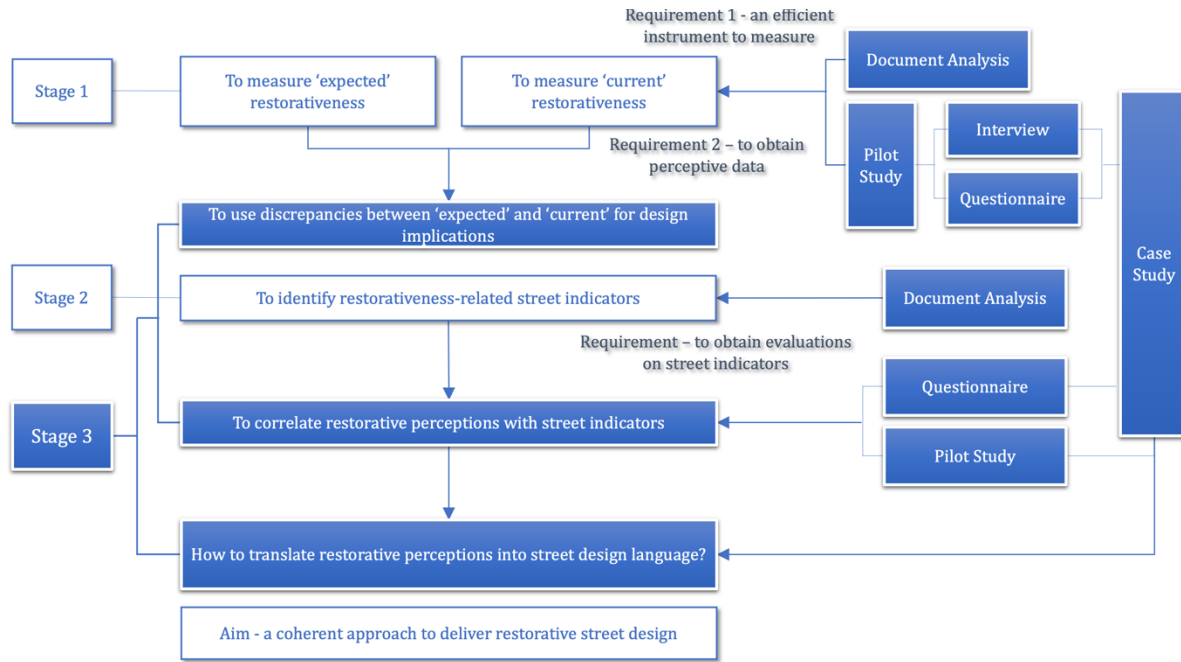 Requirement 1 - an efficient
instrument to measure
Document Analysis
Stage 1
To measure ‘expected’
restorativeness
To measure ‘current’
restorativeness
Interview
Pilot
Study
Questionnaire
Requirement 2 – to obtain
perceptive data
To use discrepancies between ‘expected’ and ‘current’ for design
implications
Case
Study
Stage 2
To identify restorativeness-related street indicators
Document Analysis
Requirement – to obtain evaluations
on street indicators
Questionnaire
Stage 3
To correlate restorative perceptions with street indicators
Pilot Study
How to translate restorative perceptions into street design language?
Aim - a coherent approach to deliver restorative street design